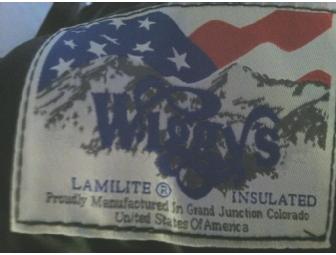 Wiggy's
LAMILITE ® INSULATED
Proudly Manufactured in Grand Junction Colorado
United States Of America